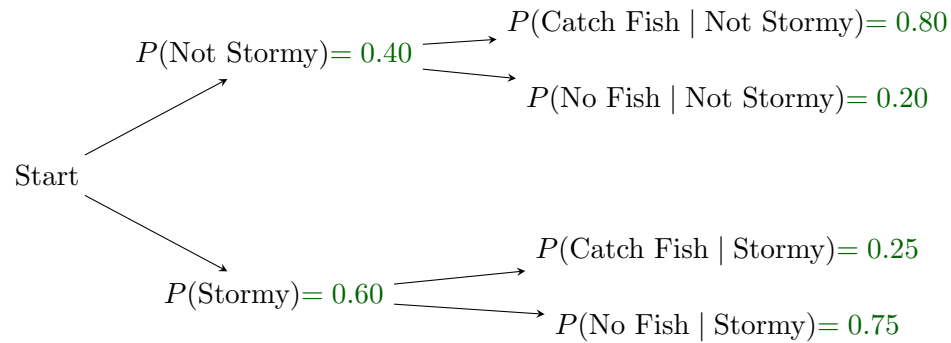 P(Catch Fish | Not Stormy)= 0.80
P(Not Stormy)= 0.40
P(No Fish | Not Stormy)= 0.20
Start
P(Catch Fish | Stormy)= 0.25
P(Stormy)= 0.60
P(No Fish | Stormy)= 0.75